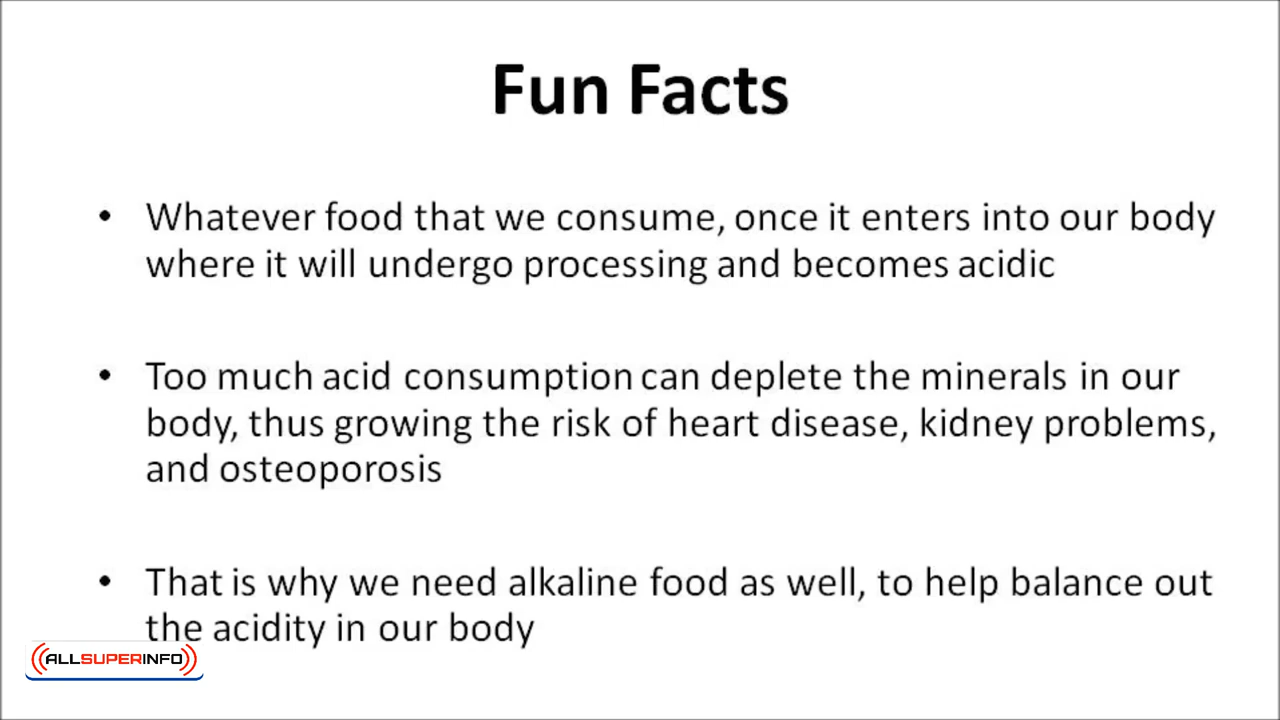 Fun Facts
• Whatever food that we consume, once it enters into our body
where it will undergo processing and becomes acidic
• Too much acid consumption can deplete the minerals in our
body, thus growing the risk of heart disease, kidney problems,
and osteoporosis
• That is why we need alkaline food as well, to help balance out
the acidity in our body
ALLSUPERINFO